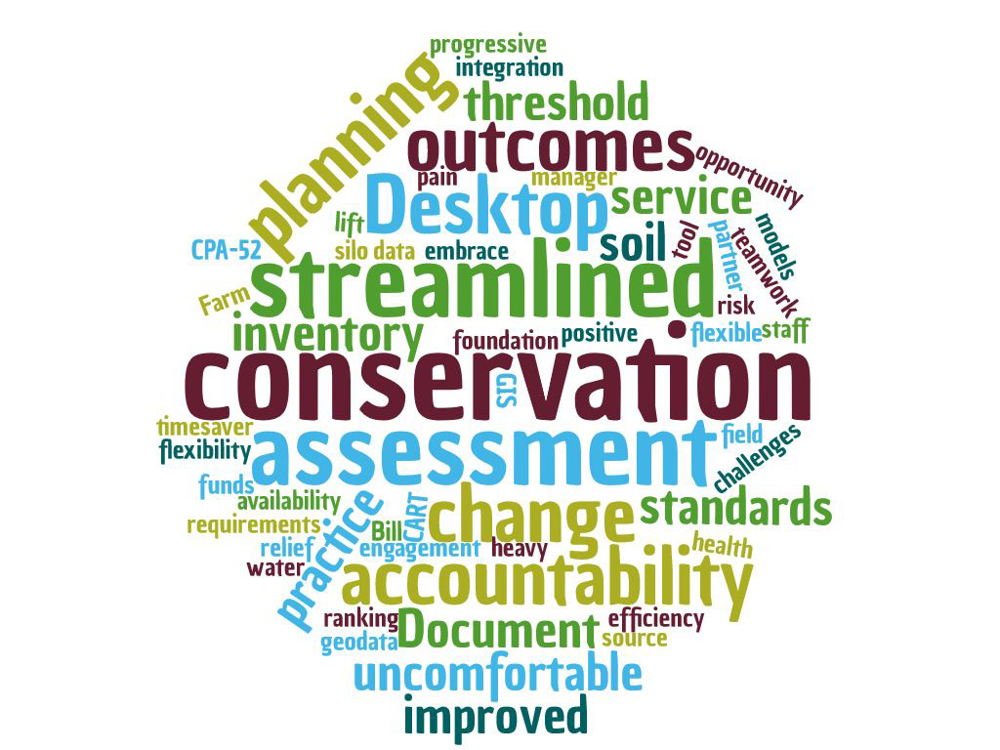 progressive
integration
planning
threshold
outcomes
opportunity
pain
manager
Desktop
service
lift
soil
tool
partner
teamwork
models
CPA-52
silo data
embrace
streamlined
Farm
risk
inventory
foundation
positive
flexible
staff
conservation
GIS
timesaver
flexibility
assessment
field
challenges
funds
availability
practice
CART
change
standards
requirements
Bill
relief
engagement
heavy
health
water
accountability
ranking
Document
efficiency
geodata
source
uncomfortable
improved